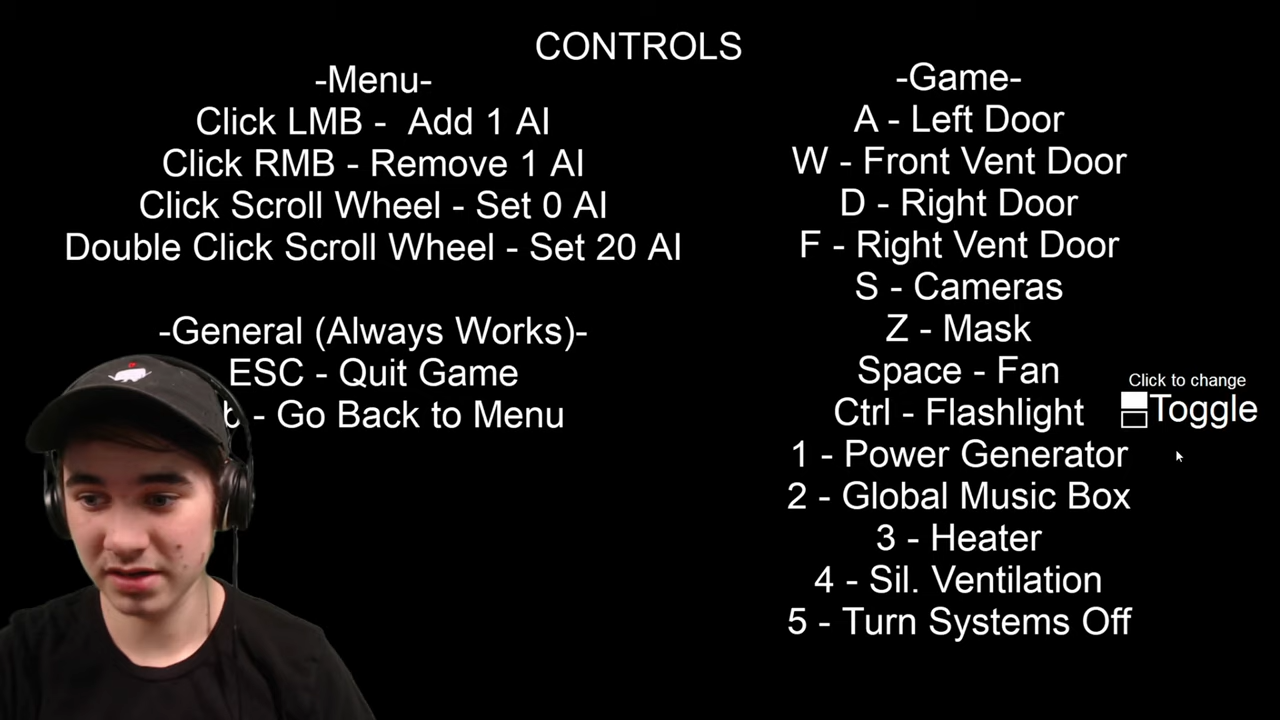 CONTROLS
-Menu-
Click LMB -  Add 1 AI
Click RMB - Remove 1 AI
Click Scroll Wheel - Set 0 AI
Double Click Scroll Wheel - Set 20 AI
-General (Always Works)-
ESC - Quit Game
b - Go Back to Menu
-Game-
A - Left Door
W - Front Vent Door
D - Right Door
F - Right Vent Door
S - Cameras
Z - Mask
Space - Fan
Ctrl - Flashlight
Click to change
Toggle
1 - Power Generator
2 - Global Music Box
3 - Heater
4 - Sil. Ventilation
5 - Turn Systems Off